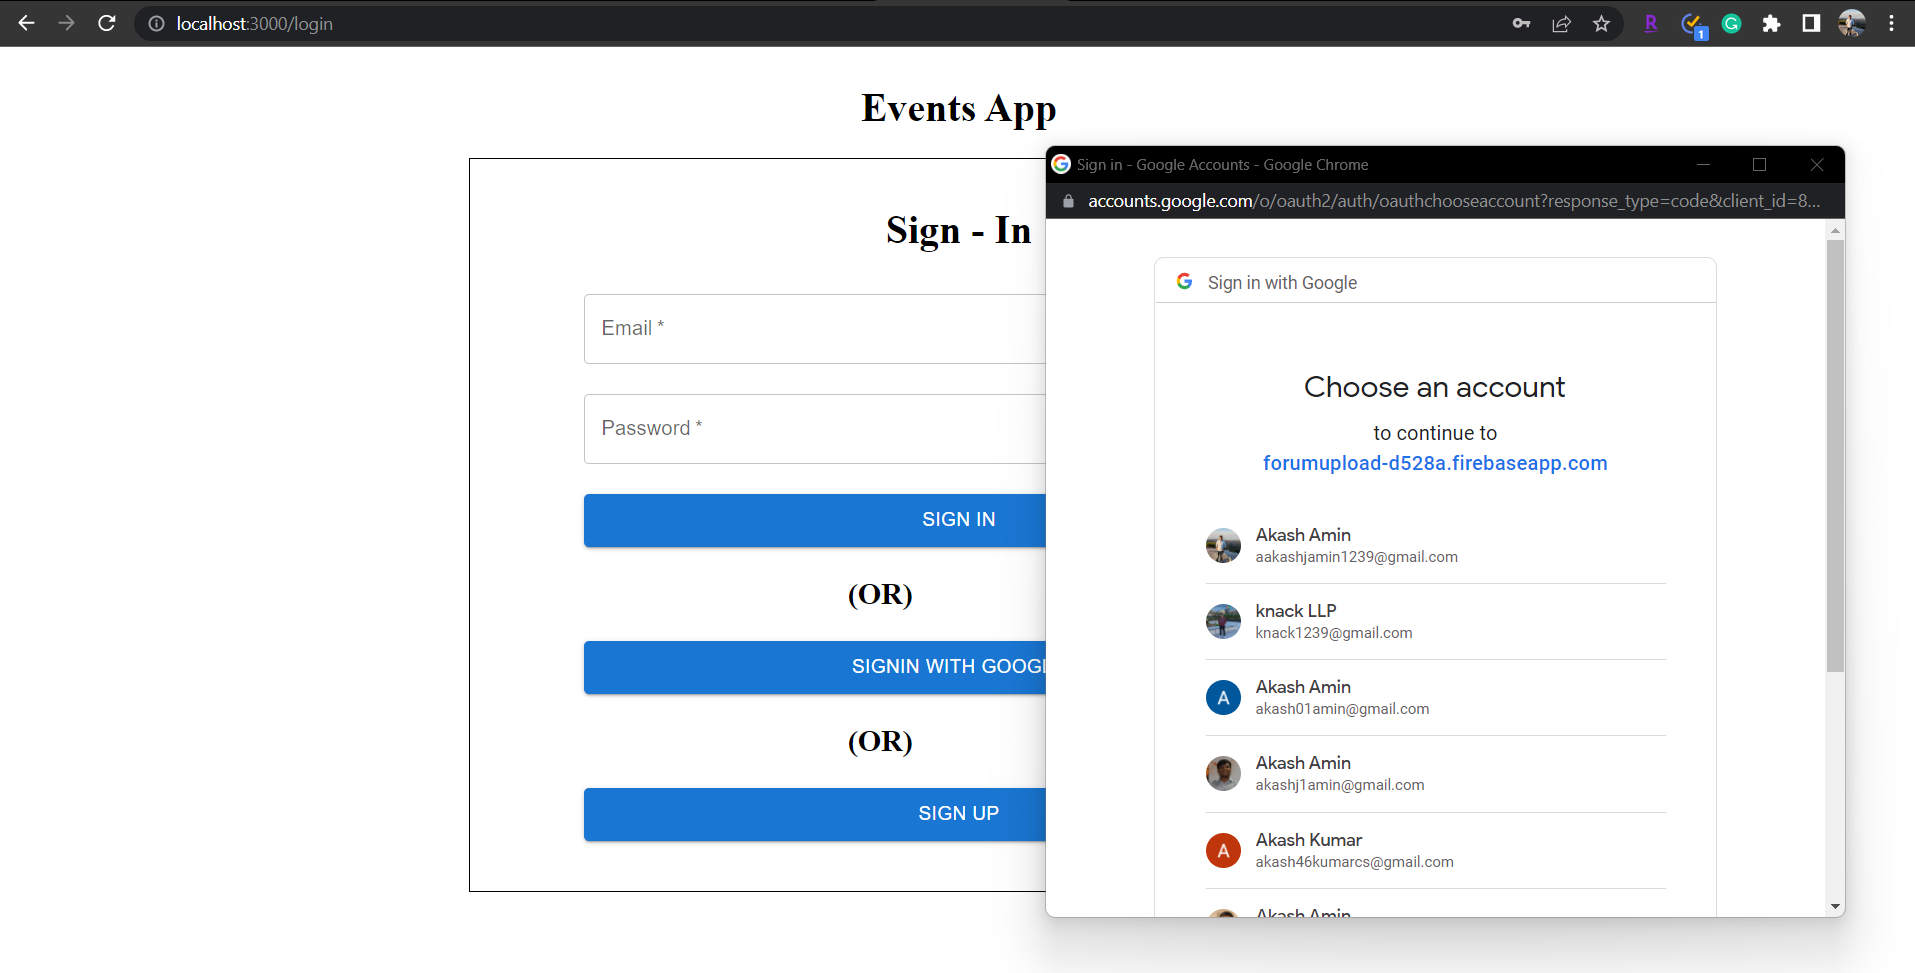 localhost:3000/login
1
Events App
Sign - In
Email *
Password *
SIGN IN
(OR)
SIGNIN WITH GOOGL
(OR)
SIGN UP
Sign in - Google Accounts - Google Chrome
accounts.google.com/o/oauth2/auth/oauthchooseaccount?response_type=code&client_id=8...
Sign in with Google
Choose an account
to continue to
forumupload-d528a.firebaseapp.com
Akash Amin
aakashjamin1239@gmail.com
knack LLP
knack1239@gmail.com
A
Akash Amin
akash01amin@gmail.com
Akash Amin
akashj1amin@gmail.com
A
Akash Kumar
akash46kumarcs@gmail.com
Akash Amin